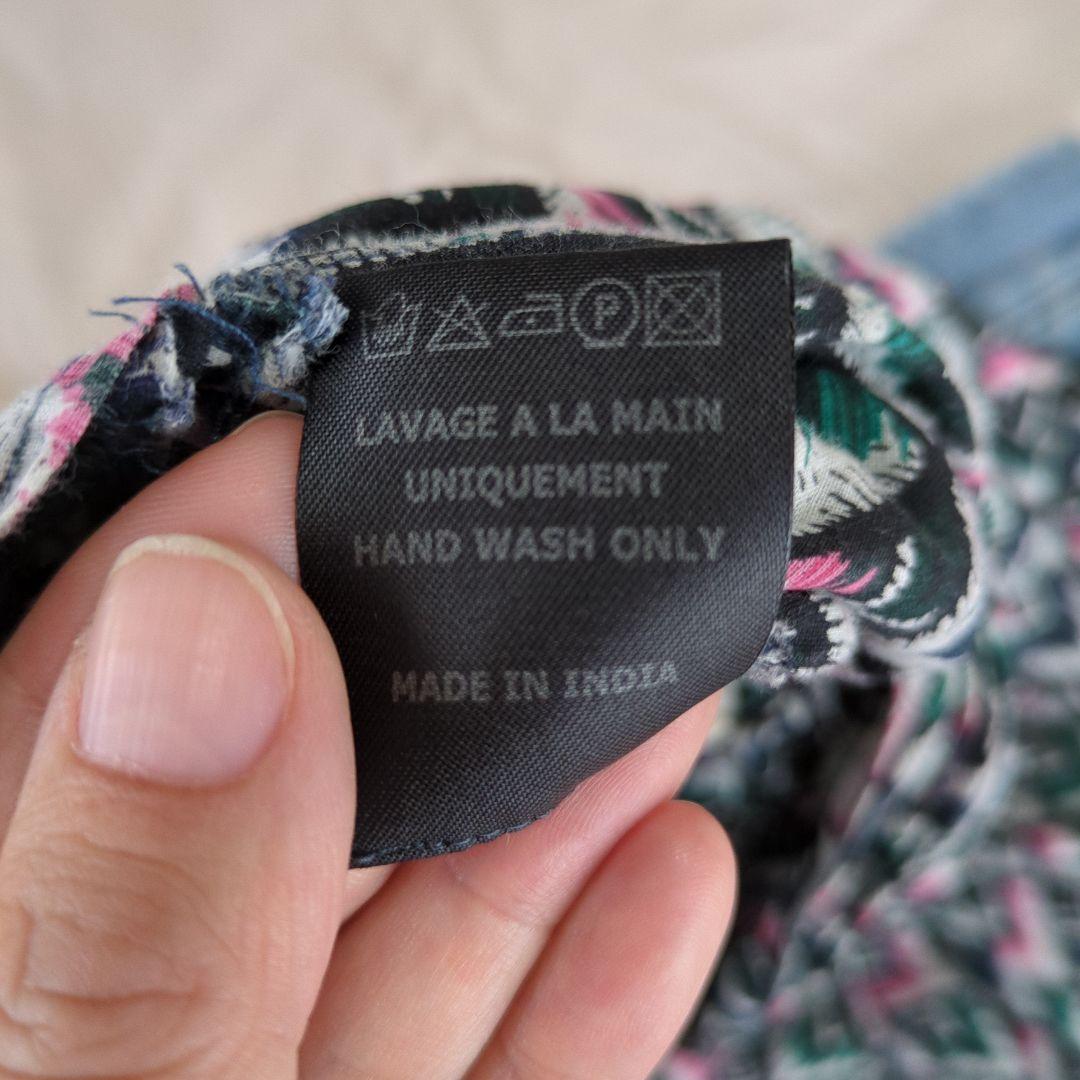 P
LAVAGE A LA MAIN
UNIQUEMENT
HAND WASH ONLY
MADE IN INDIA